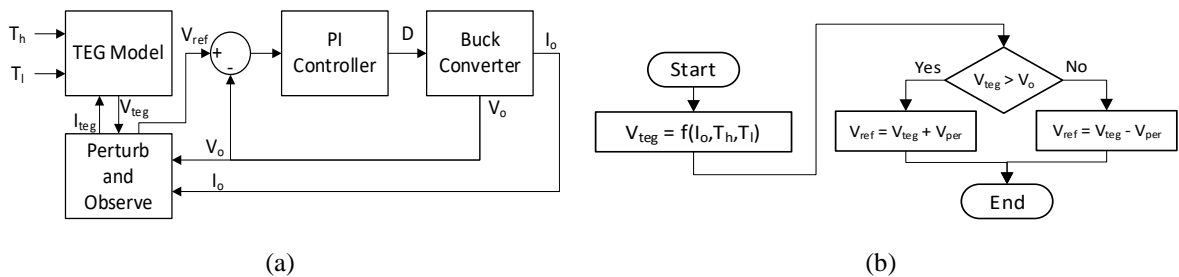 T_h
T_l
TEG Model
V_ref
+
-
PI
Controller
D
Buck
Converter
I_o
V_o
I_teg
V_teg
Perturb
and
Observe
V_o
I_o
(a)
Start
V_teg = f(I_o,T_h,T_l)
V_teg > V_o
Yes
No
V_ref = V_teg + V_per
V_ref = V_teg - V_per
End
(b)